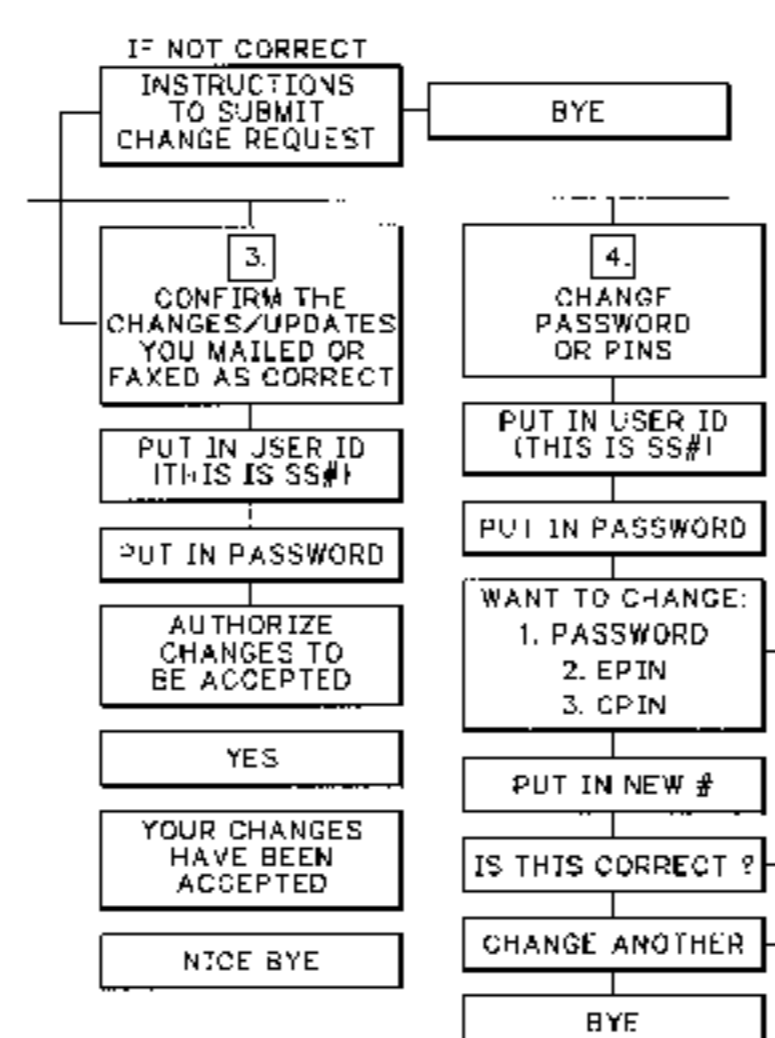 IF NOT CORRECT
INSTRUCTIONS
TO SUBMIT
CHANGE REQUEST
BYE
3.
CONFIRM THE
CHANGES/UPDATES
YOU MAILED OR
FAXED AS CORRECT
PUT IN USER ID
(THIS IS SS#)
PUT IN PASSWORD
AUTHORIZE
CHANGES TO
BE ACCEPTED
YES
YOUR CHANGES
HAVE BEEN
ACCEPTED
NICE BYE
4.
CHANGE
PASSWORD
OR PINS
PUT IN USER ID
(THIS IS SS#)
PUT IN PASSWORD
WANT TO CHANGE:
1. PASSWORD
2. EPIN
3. CPIN
PUT IN NEW #
IS THIS CORRECT ?
CHANGE ANOTHER
BYE